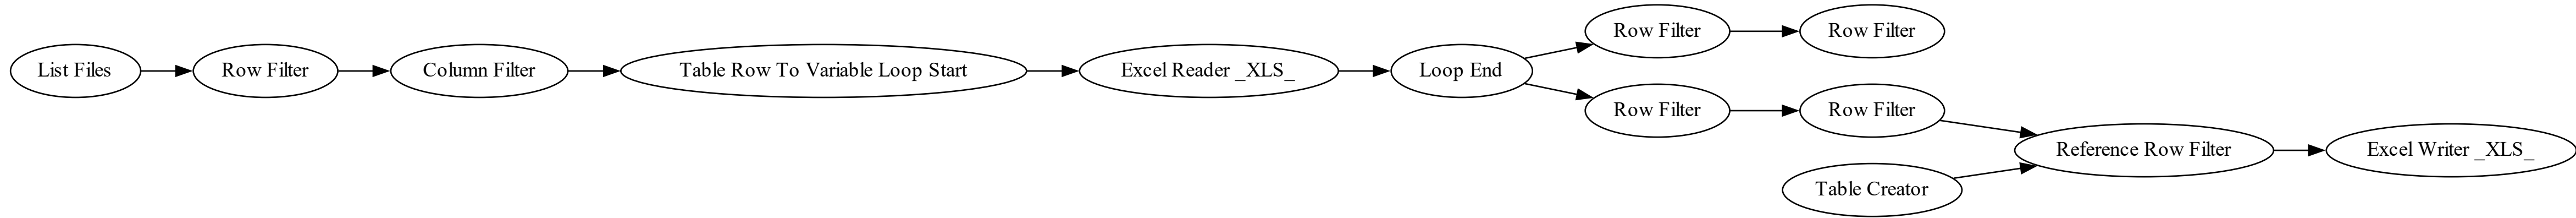 List Files
Row Filter
Column Filter
Table Row To Variable Loop Start
Excel Reader _XLS_
Loop End
Row Filter
Row Filter
Row Filter
Row Filter
Table Creator
Reference Row Filter
Excel Writer _XLS_